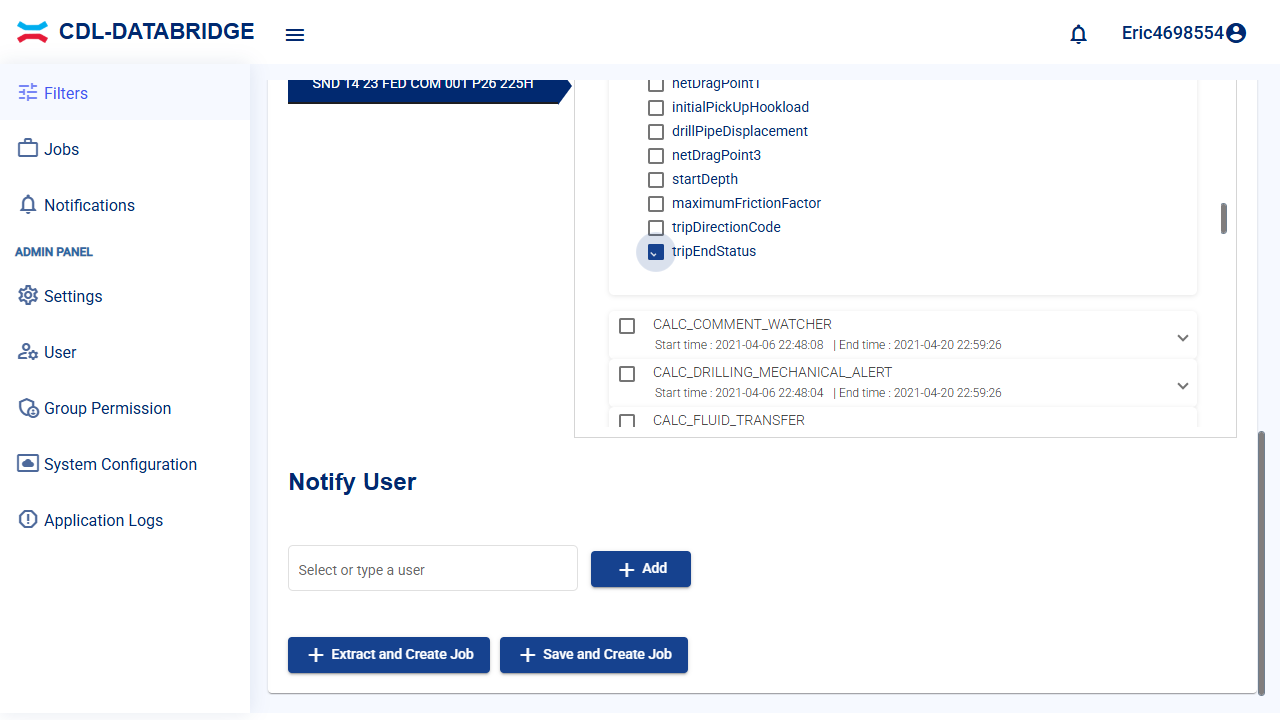 CDL-DATABRIDGE
Eric4698554
Filters
Jobs
Notifications
ADMIN PANEL
Settings
User
Group Permission
System Configuration
Application Logs
SND 14 23 FED COM 001 P26 225H
netDragPoint1
initialPickUpHookload
drillPipeDisplacement
netDragPoint3
startDepth
maximumFrictionFactor
tripDirectionCode
tripEndStatus
CALC_COMMENT_WATCHER
Start time : 2021-04-06 22:48:08 | End time : 2021-04-20 22:59:26
CALC_DRILLING_MECHANICAL_ALERT
Start time : 2021-04-06 22:48:04 | End time : 2021-04-20 22:59:26
CALC_FLUID_TRANSFER
Notify User
Select or type a user
Add
Extract and Create Job
Save and Create Job